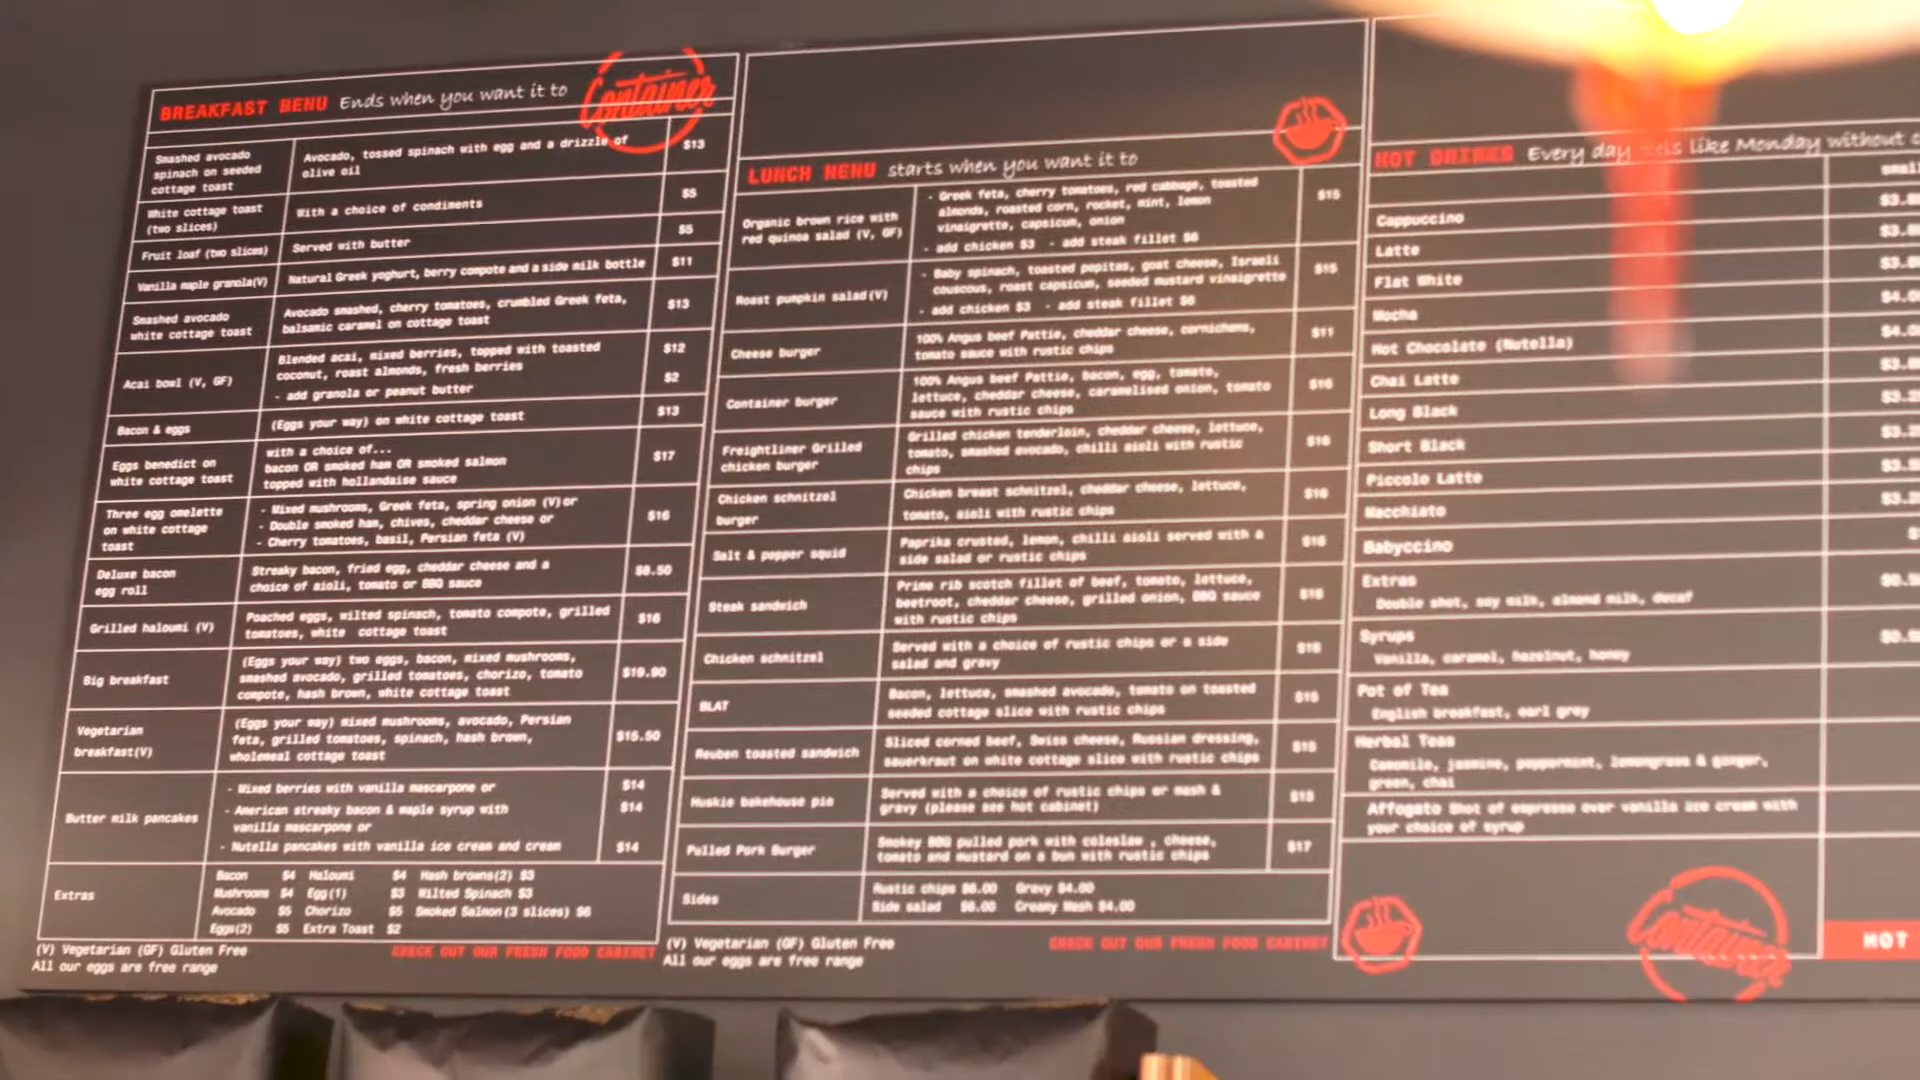 BREAKFAST MENU Ends when you want it to
Container
Smashed avocado
spinach on seeded
cottage toast
Avocado, tossed spinach with egg and a drizzle of
olive oil
$13
White cottage toast
(two slices)
With a choice of condiments
$5
Fruit loaf (two slices)
Served with butter
$5
Vanilla maple granola(V)
Natural Greek yoghurt, berry compote and a side milk bottle
$11
Smashed avocado
white cottage toast
Avocado smashed, cherry tomatoes, crumbled Greek feta,
balsamic caramel on cottage toast
$13
Acai bowl (V, GF)
Blended acai, mixed berries, topped with toasted
coconut, roast almonds, fresh berries
- add granola or peanut butter
$12
$2
Bacon & eggs
(Eggs your way) on white cottage toast
$13
Eggs benedict on
white cottage toast
with a choice of...
bacon OR smoked ham OR smoked salmon
topped with hollandaise sauce
$17
Three egg omelette
on white cottage
toast
- Mixed mushrooms, Greek feta, spring onion (V) or
- Double smoked ham, chives, cheddar cheese or
- Cherry tomatoes, basil, Persian feta (V)
$16
Deluxe bacon
egg roll
Streaky bacon, fried egg, cheddar cheese and a
choice of aioli, tomato or BBQ sauce
$8.50
Grilled haloumi (V)
Poached eggs, wilted spinach, tomato compote, grilled
tomatoes, white cottage toast
$16
Big breakfast
(Eggs your way) two eggs, bacon, mixed mushrooms,
smashed avocado, grilled tomatoes, chorizo, tomato
compote, hash brown, white cottage toast
$19.90
Vegetarian
breakfast(V)
(Eggs your way) mixed mushrooms, avocado, Persian
feta, grilled tomatoes, spinach, hash brown,
wholemeal cottage toast
$15.50
Butter milk pancakes
- Mixed berries with vanilla mascarpone or
- American streaky bacon & maple syrup with
vanilla mascarpone or
- Nutella pancakes with vanilla ice cream and cream
$14
$14
$14
Extras
Bacon $4 Haloumi $4 Hash browns(2) $3
Mushrooms $4 Egg(1) $3 Wilted Spinach $3
Avocado $5 Chorizo $5 Smoked Salmon (3 slices) $6
Eggs(2) $5 Extra Toast $2
(V) Vegetarian (GF) Gluten Free
All our eggs are free range
CHECK OUT OUR FRESH FOOD CABINET
LUNCH MENU starts when you want it to
Organic brown rice with
red quinoa salad (V, GF)
- Greek feta, cherry tomatoes, red cabbage, toasted
almonds, roasted corn, rocket, mint, lemon
vinaigrette, capsicum, onion
- add chicken $3 - add steak fillet $6
$15
Roast pumpkin salad(V)
- Baby spinach, toasted pepitas, goat cheese, Israeli
couscous, roast capsicum, seeded mustard vinaigrette
- add chicken $3 - add steak fillet $6
$15
Cheese burger
100% Angus beef Pattie, cheddar cheese, cornichons,
tomato sauce with rustic chips
$11
Container burger
100% Angus beef Pattie, bacon, egg, tomato,
lettuce, cheddar cheese, caramelised onion, tomato
sauce with rustic chips
$16
Freightliner Grilled
chicken burger
Grilled chicken tenderloin, cheddar cheese, lettuce,
tomato, smashed avocado, chilli aioli with rustic
chips
$16
Chicken schnitzel
burger
Chicken breast schnitzel, cheddar cheese, lettuce,
tomato, aioli with rustic chips
$16
Salt & pepper squid
Paprika crusted, lemon, chilli aioli served with a
side salad or rustic chips
$16
Steak sandwich
Prime rib scotch fillet of beef, tomato, lettuce,
beetroot, cheddar cheese, grilled onion, BBQ sauce
with rustic chips
Chicken schnitzel
Served with a choice of rustic chips or a side
salad and gravy
BLAT
Bacon, lettuce, smashed avocado, tomato on toasted
seeded cottage slice with rustic chips
$15
Reuben toasted sandwich
Sliced corned beef, Swiss cheese, Russian dressing,
sauerkraut on white cottage slice with rustic chips
$15
Huskie bakehouse pie
Served with a choice of rustic chips or mash &
gravy (please see hot cabinet)
Pulled Pork Burger
Smokey BBQ pulled pork with coleslaw , cheese,
tomato and mustard on a bun with rustic chips
$17
Sides
Rustic chips $6.00 Gravy $4.00
Side salad $6.00 Creamy Mash $4.00
(V) Vegetarian (GF) Gluten Free
All our eggs are free range
CHECK OUT OUR FRESH FOOD CABINET
HOT DRINKS Every day feels like Monday without
small
Cappuccino
Latte
Flat White
Mocha
Hot Chocolate (Nutella)
Chai Latte
Long Black
Short Black
Piccolo Latte
Macchiato
Babyccino
Extras
Double shot, soy milk, almond milk, decaf
Syrups
Vanilla, caramel, hazelnut, honey
Pot of Tea
English breakfast, earl grey
Herbal Teas
Camomile, jasmine, peppermint, lemongrass & ginger,
green, chai
Affogato Shot of espresso over vanilla ice cream with
your choice of syrup
Container
HOT